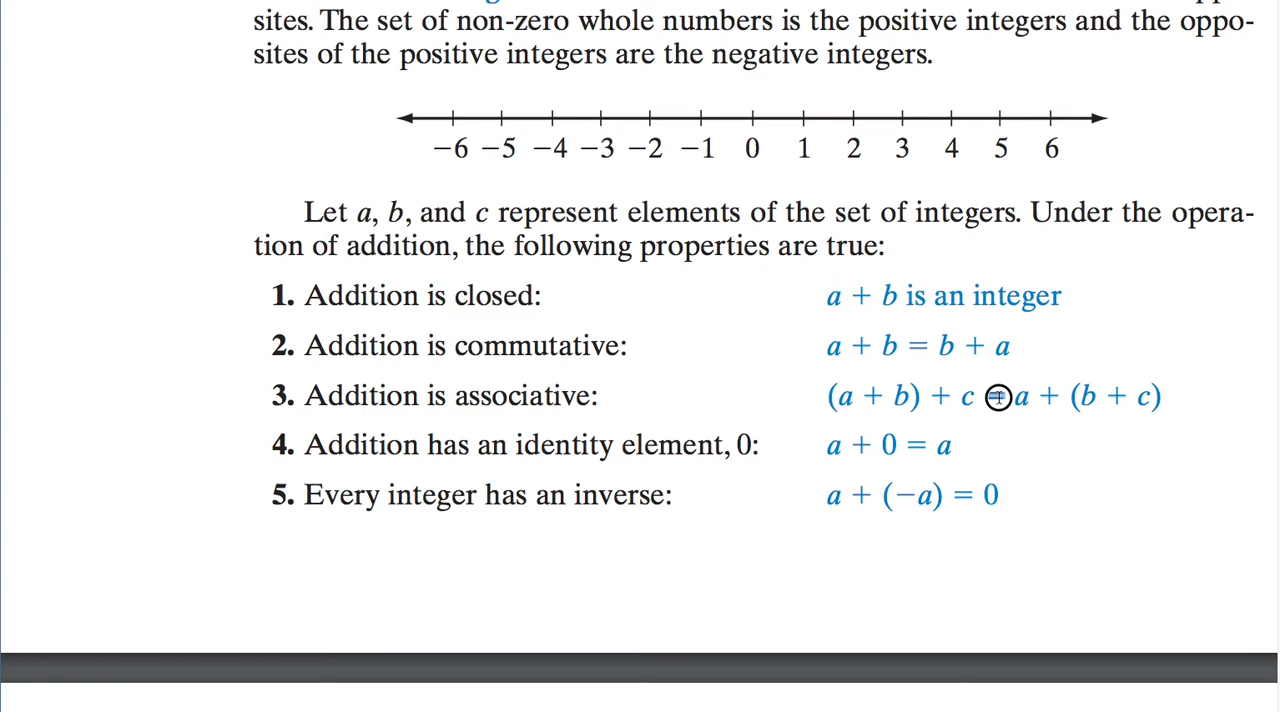 sites. The set of non-zero whole numbers is the positive integers and the oppo-
sites of the positive integers are the negative integers.
−6 −5 −4 −3 −2 −1 0 1 2 3 4 5 6
Let a, b, and c represent elements of the set of integers. Under the opera-
tion of addition, the following properties are true:
1. Addition is closed: a + b is an integer
2. Addition is commutative: a + b = b + a
3. Addition is associative: (a + b) + c = a + (b + c)
4. Addition has an identity element, 0: a + 0 = a
5. Every integer has an inverse: a + (−a) = 0